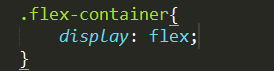 .flex-container{
    display: flex;
}